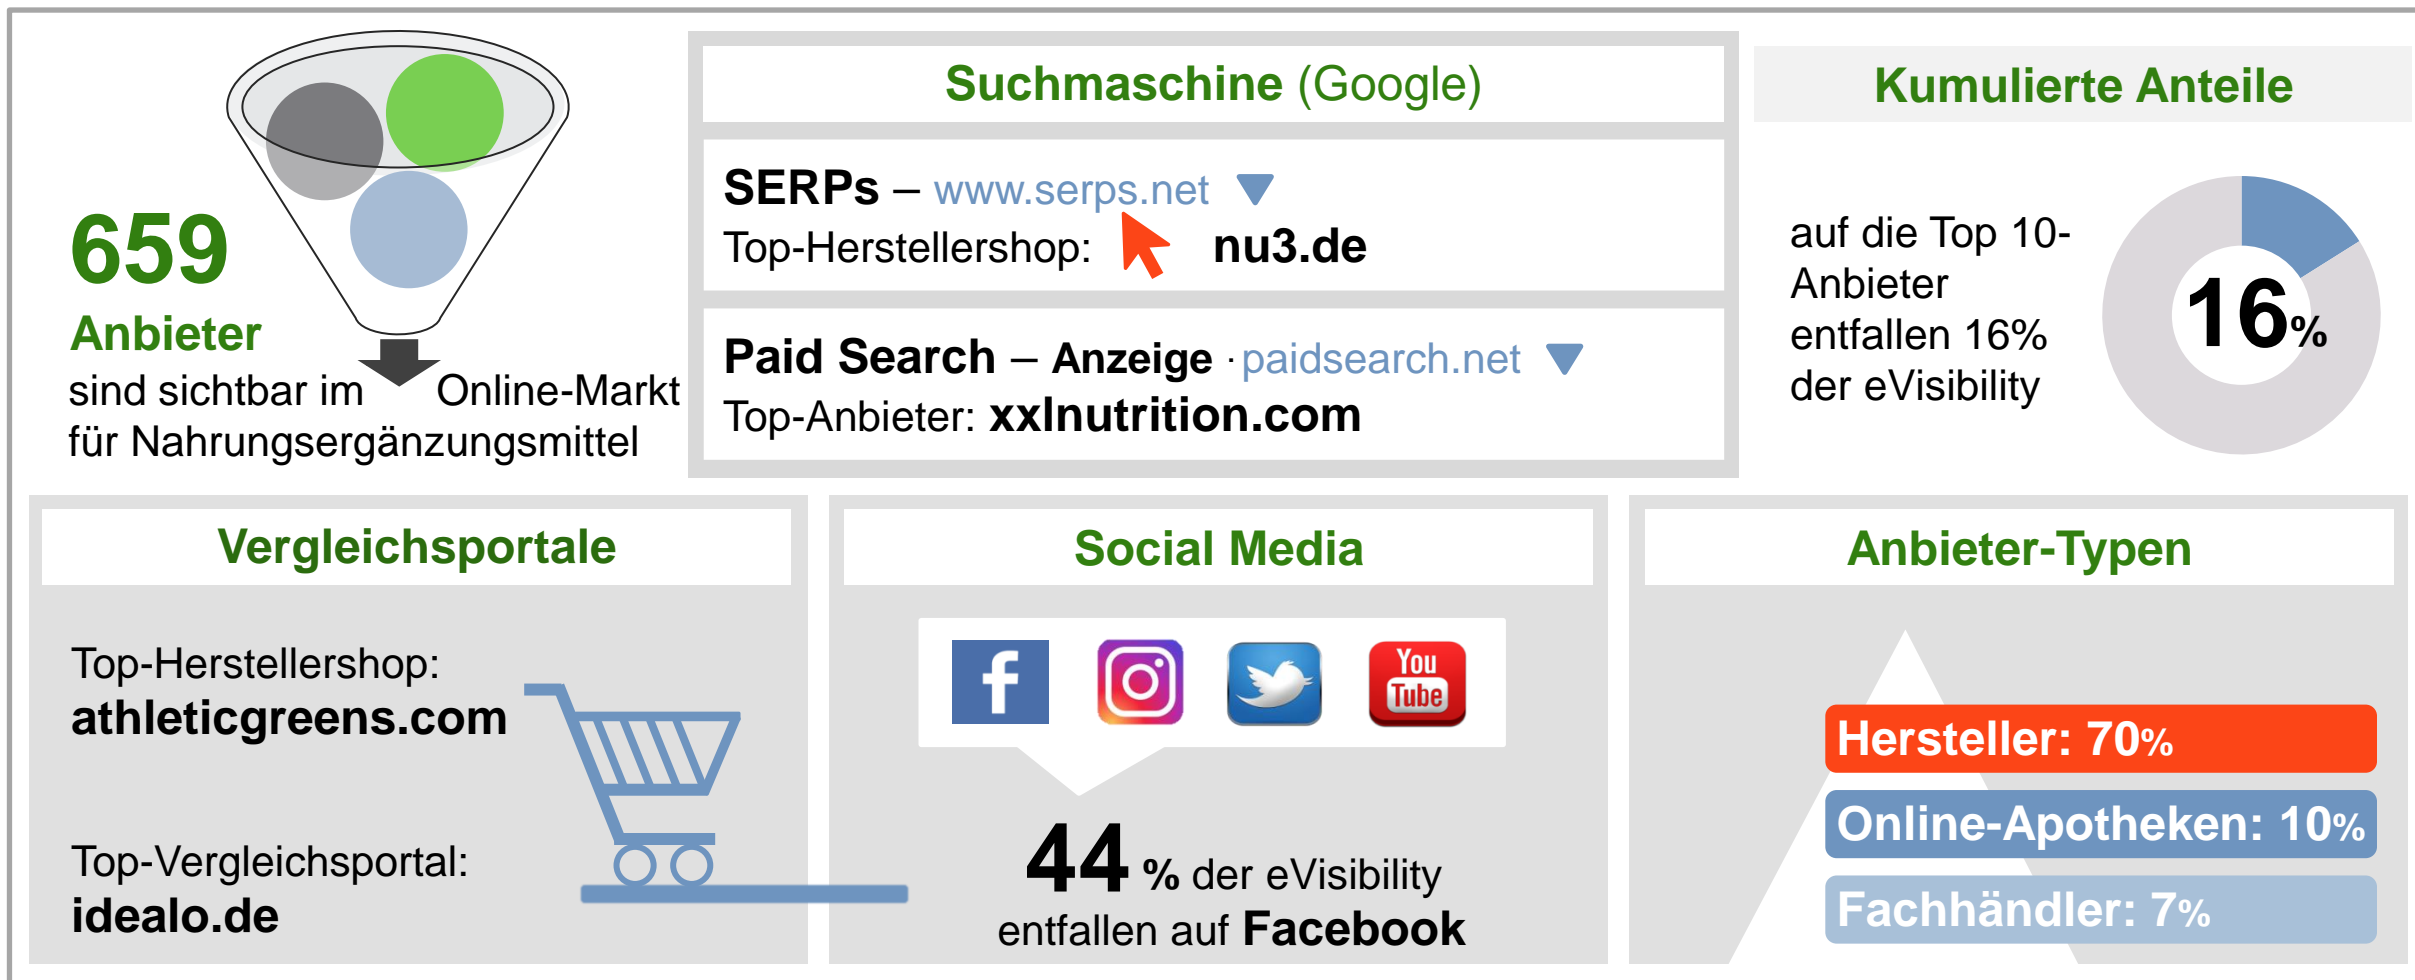 659
Anbieter
sind sichtbar im Online-Markt
für Nahrungsergänzungsmittel
Suchmaschine (Google)
SERPs – www.serps.net
Top-Herstellershop: nu3.de
Paid Search – Anzeige · paidsearch.net
Top-Anbieter: xxlnutrition.com
Kumulierte Anteile
auf die Top 10-
Anbieter
entfallen 16%
der eVisibility
16%
Vergleichsportale
Top-Herstellershop:
athleticgreens.com
Top-Vergleichsportal:
idealo.de
Social Media
f
You
Tube
44 % der eVisibility
entfallen auf Facebook
Anbieter-Typen
Hersteller: 70%
Online-Apotheken: 10%
Fachhändler: 7%